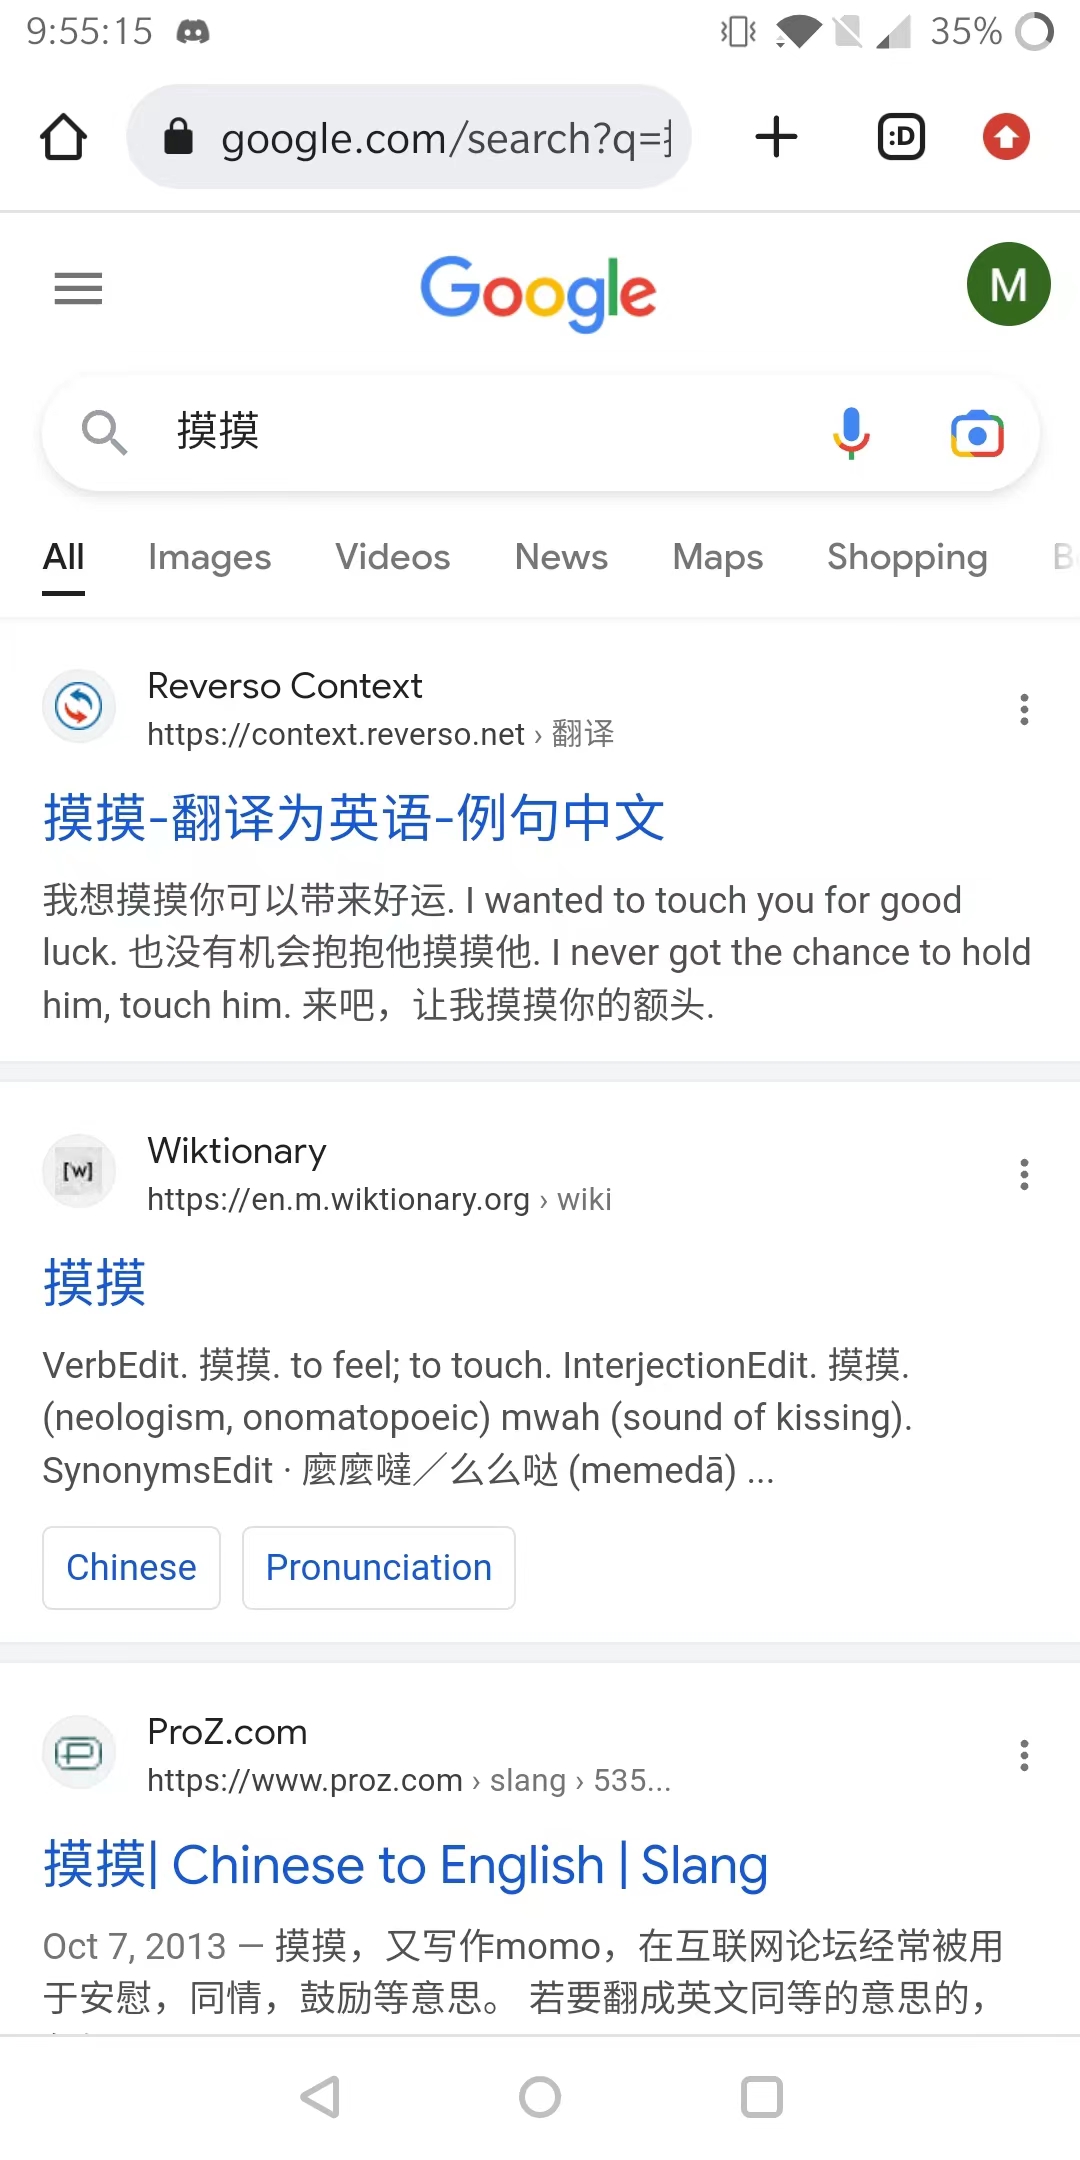 9:55:15 35%
google.com/search?q=
:D
Google
M
摸摸
All Images Videos News Maps Shopping
Reverso Context
https://context.reverso.net › 翻译
摸摸-翻译为英语-例句中文
我想摸摸你可以带来好运. I wanted to touch you for good
luck. 也没有机会抱抱他摸摸他. I never got the chance to hold
him, touch him. 来吧，让我摸摸你的额头.
[w]
Wiktionary
https://en.m.wiktionary.org › wiki
摸摸
VerbEdit. 摸摸. to feel; to touch. InterjectionEdit. 摸摸.
(neologism, onomatopoeic) mwah (sound of kissing).
SynonymsEdit · 麼麼噠／么么哒 (memedā) ...
Chinese Pronunciation
ProZ.com
https://www.proz.com › slang › 535...
摸摸| Chinese to English | Slang
Oct 7, 2013 — 摸摸，又写作momo，在互联网论坛经常被用
于安慰，同情，鼓励等意思。 若要翻成英文同等的意思的，